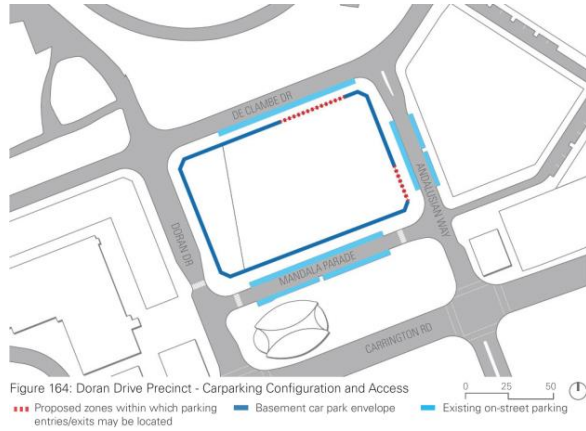 DE CLAMBE DR
ANDALUSIAN WAY
DORAN DR
MANDALA PARADE
CARRINGTON RD
Figure 164: Doran Drive Precinct - Carparking Configuration and Access
0 25 50
Proposed zones within which parking
entries/exits may be located
Basement car park envelope
Existing on-street parking